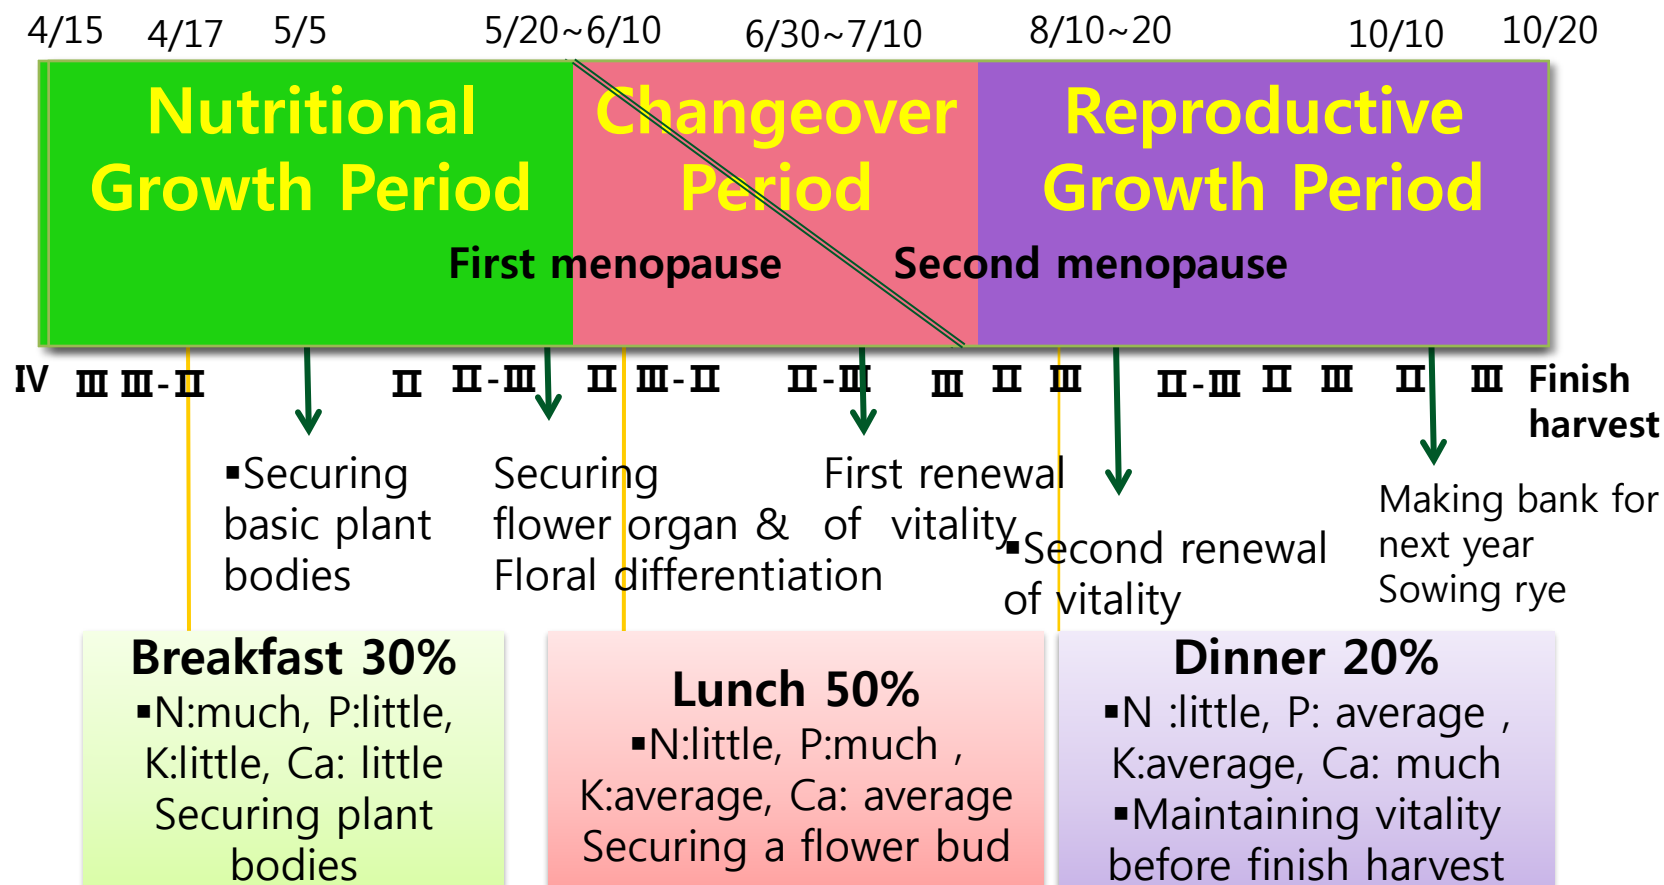 4/15 4/17 5/5 5/20~6/10 6/30~7/10 8/10~20 10/10 10/20
Nutritional
Growth Period
Changeover
Period
Reproductive
Growth Period
First menopause
Second menopause
Ⅳ Ⅲ Ⅲ-Ⅱ Ⅱ Ⅱ-Ⅲ Ⅱ Ⅲ-Ⅱ Ⅱ-Ⅲ Ⅲ Ⅱ Ⅲ Ⅱ-Ⅲ Ⅱ Ⅲ Ⅱ Ⅲ Finish
harvest
▪Securing
basic plant
bodies
Securing
flower organ &
Floral differentiation
First renewal
of vitality
▪Second renewal
of vitality
Making bank for
next year
Sowing rye
Breakfast 30%
▪N:much, P:little,
K:little, Ca: little
Securing plant
bodies
Lunch 50%
▪N:little, P:much ,
K:average, Ca: average
Securing a flower bud
Dinner 20%
▪N :little, P: average ,
K:average, Ca: much
▪Maintaining vitality
before finish harvest